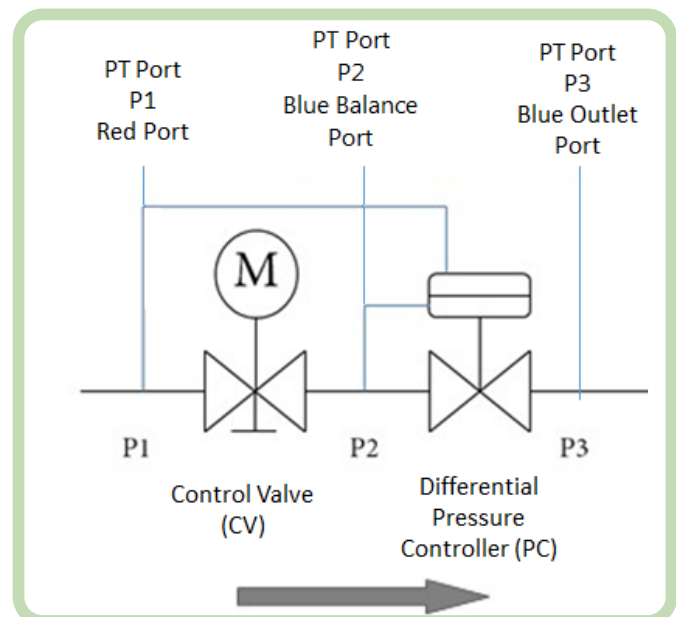 PT Port
P1
Red Port
PT Port
P2
Blue Balance
Port
PT Port
P3
Blue Outlet
Port
M
P1
P2
P3
Control Valve
(CV)
Differential
Pressure
Controller (PC)